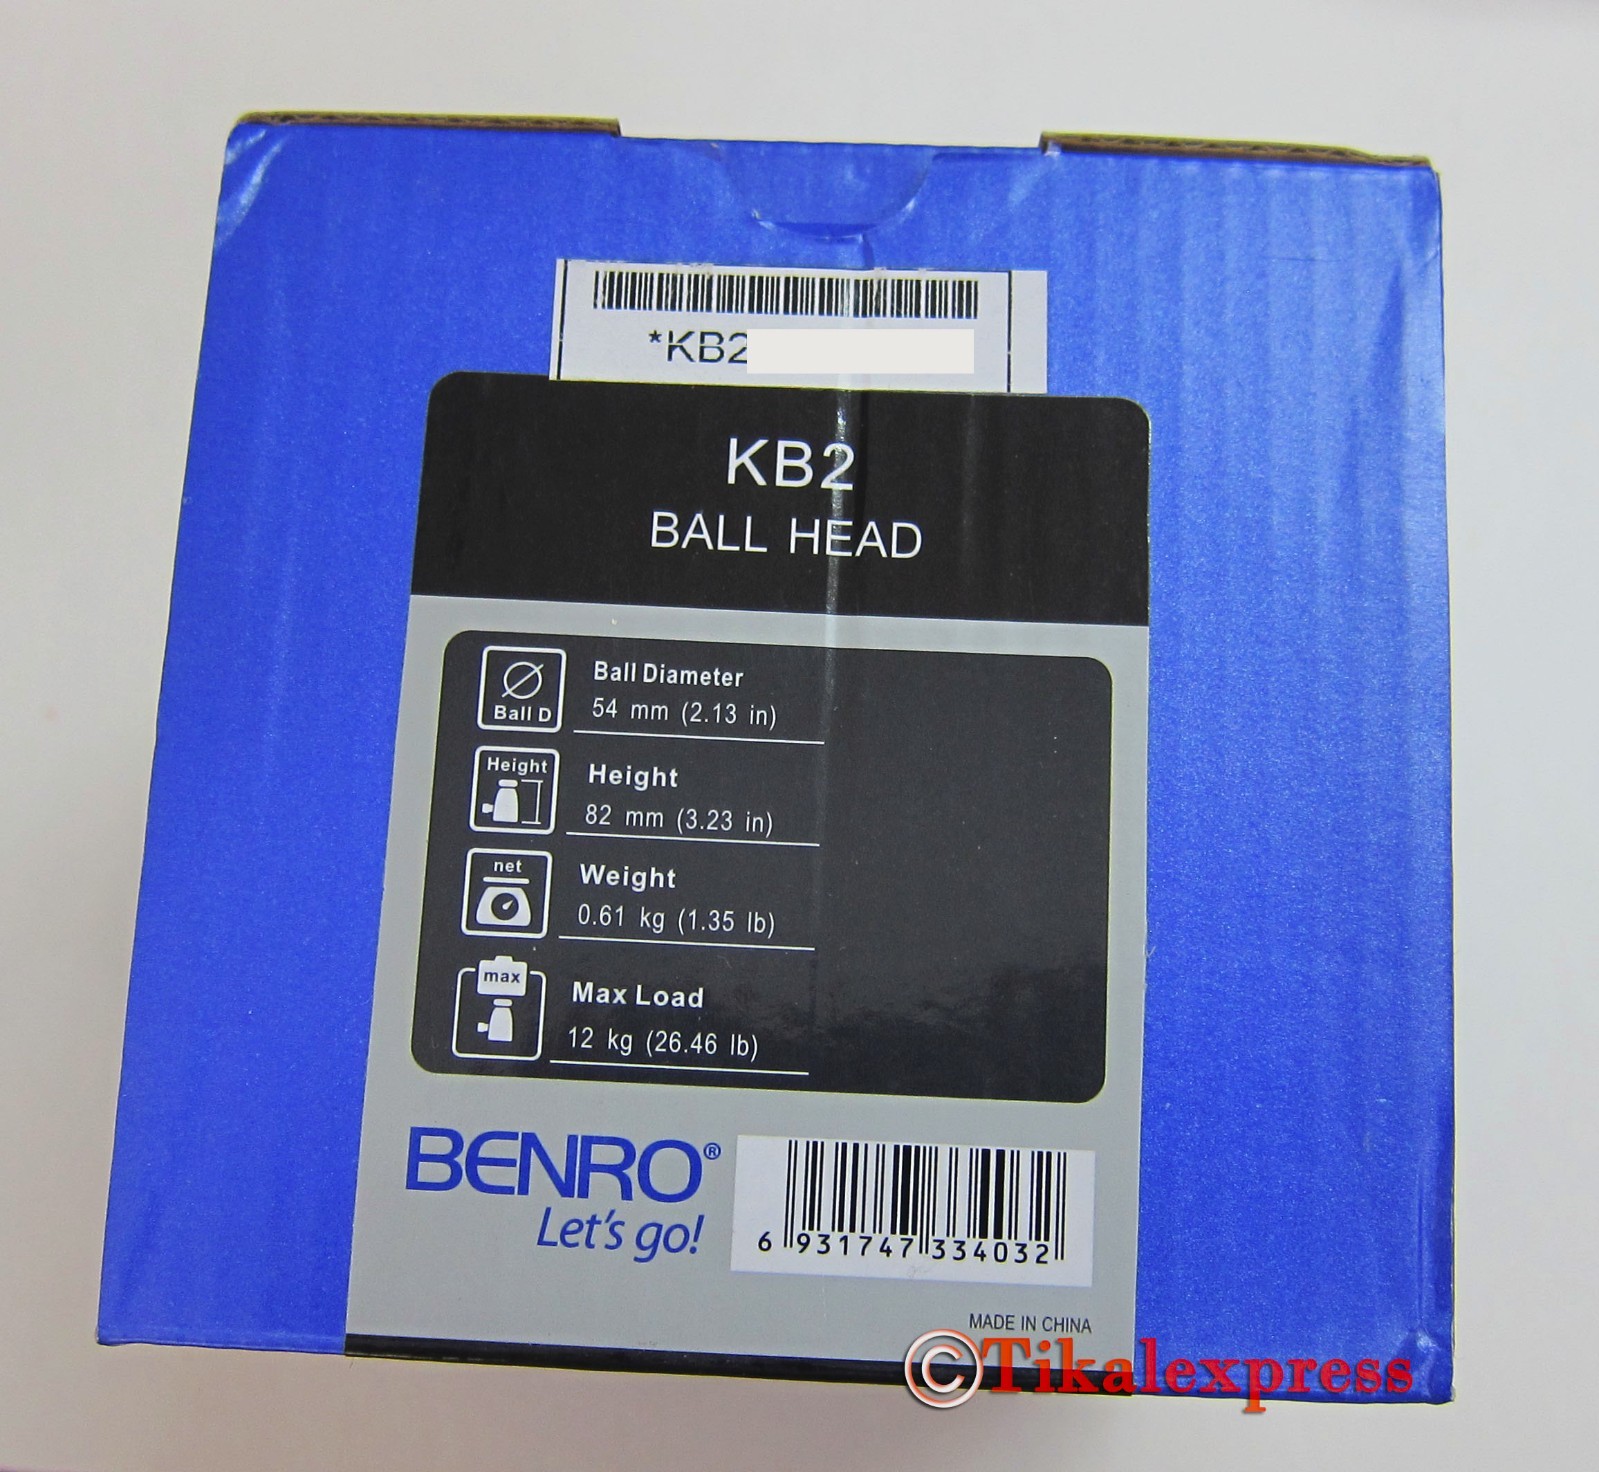 *KB2
KB2
BALL HEAD
Ball D
Ball Diameter
54 mm (2.13 in)
Height
Height
82 mm (3.23 in)
net
Weight
0.61 kg (1.35 lb)
max
Max Load
12 kg (26.46 lb)
BENRO®
Let's go!
6 931747 334032
MADE IN CHINA
©Tikalexpress